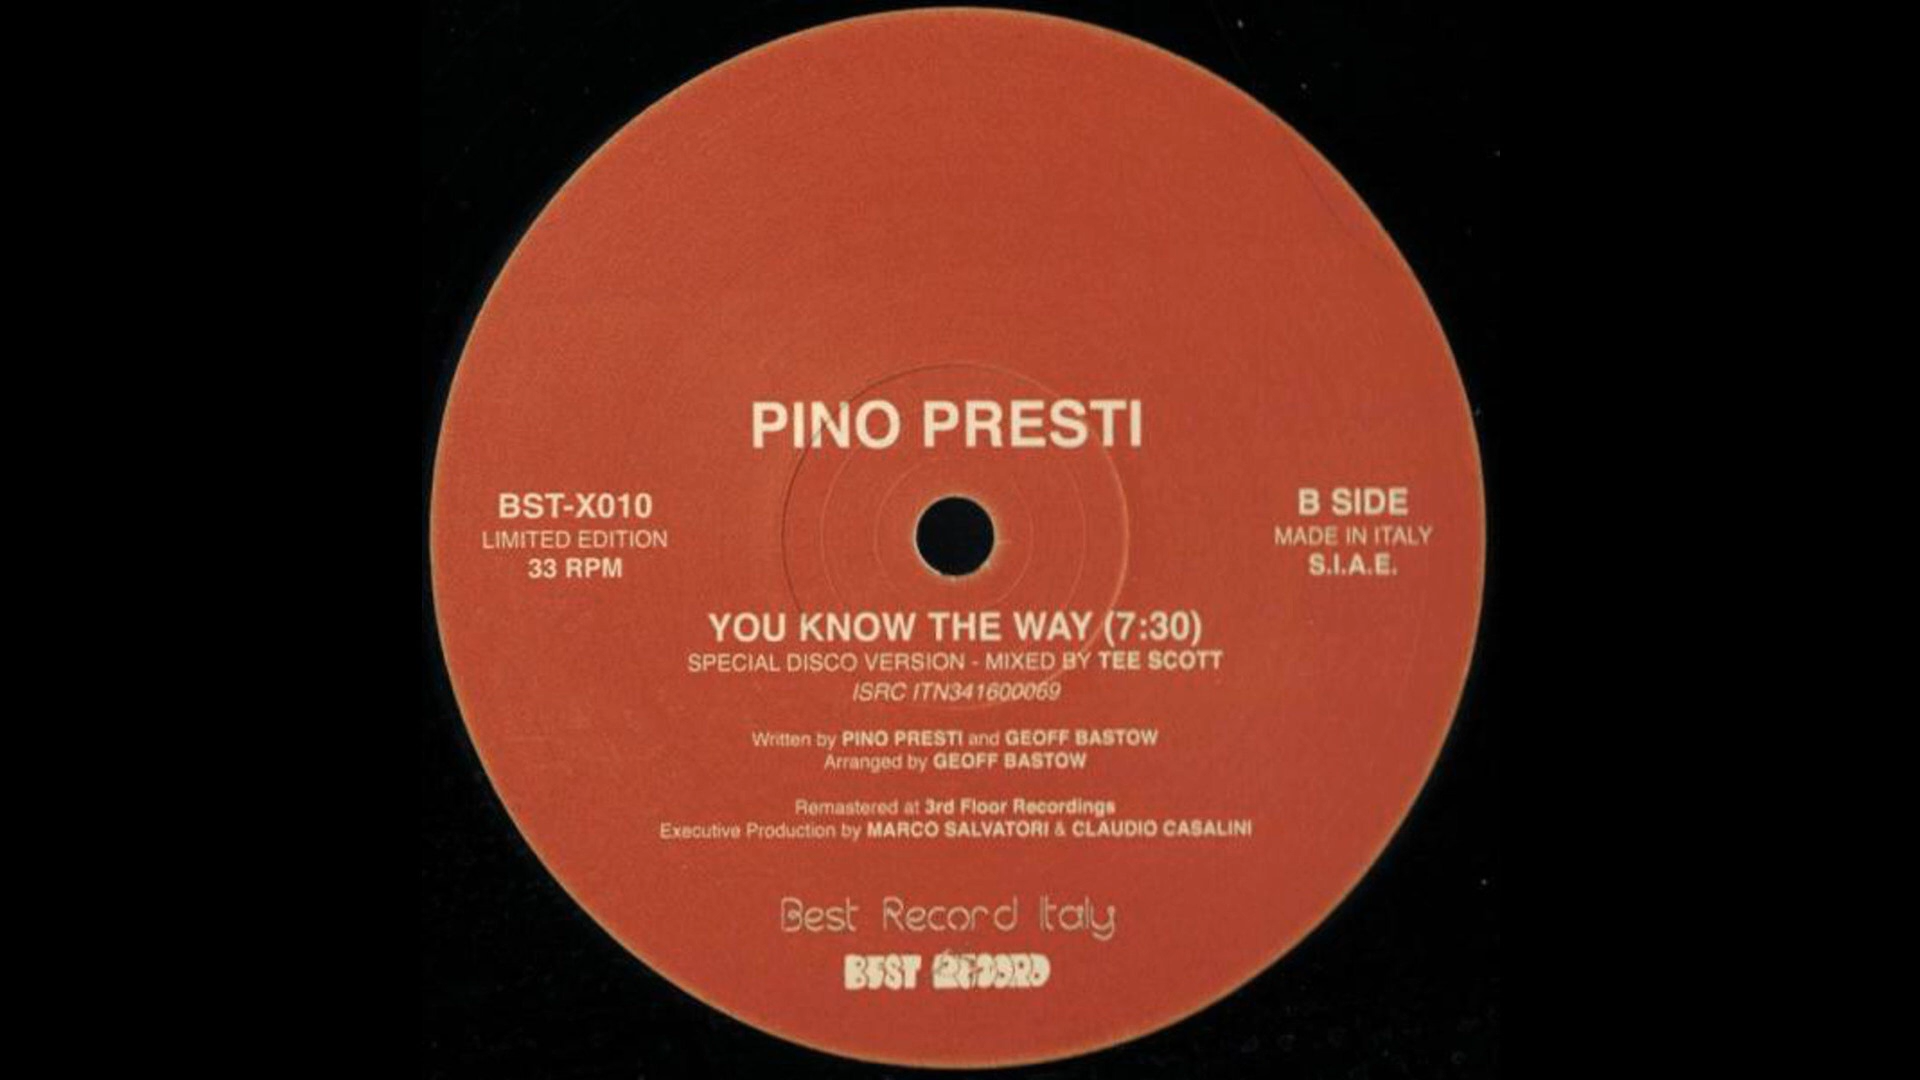 PINO PRESTI
BST-X010
LIMITED EDITION
33 RPM
B SIDE
MADE IN ITALY
S.I.A.E.
YOU KNOW THE WAY (7:30)
SPECIAL DISCO VERSION - MIXED BY TEE SCOTT
ISRC ITN341600069
Written by PINO PRESTI and GEOFF BASTOW
Arranged by GEOFF BASTOW
Remastered at 3rd Floor Recordings
Executive Production by MARCO SALVATORI & CLAUDIO CASALINI
Best Record Italy
BEST RECORD